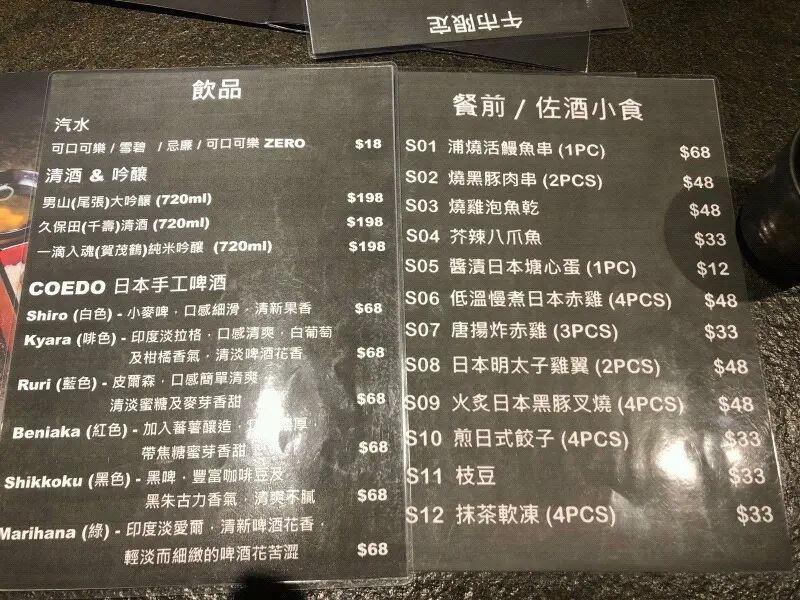 午市限定
飲品
汽水
可口可樂 / 雪碧 / 忌廉 / 可口可樂 ZERO $18
清酒 & 吟釀
男山(尾張)大吟釀 (720ml) $198
久保田(千壽)清酒 (720ml) $198
一滴入魂(賀茂鶴)純米吟釀 (720ml) $198
COEDO 日本手工啤酒
Shiro (白色) - 小麥啤，口感細滑，清新果香 $68
Kyara (啡色) - 印度淡拉格，口感清爽，白葡萄
及柑橘香氣，清淡啤酒花香 $68
Ruri (藍色) - 皮爾森，口感簡單清爽，
清淡蜜糖及麥芽香甜 $68
Beniaka (紅色) - 加入蕃薯釀造，厚，
帶焦糖蜜芽香甜 $68
Shikkoku (黑色) - 黑啤，豐富咖啡豆及
黑朱古力香氣，清爽不膩 $68
Marihana (綠) - 印度淡愛爾，清新啤酒花香，
輕淡而細緻的啤酒花苦澀 $68
餐前 / 佐酒小食
S01 浦燒活鰻魚串 (1PC) $68
S02 燒黑豚肉串 (2PCS) $48
S03 燒雞泡魚乾 $48
S04 芥辣八爪魚 $33
S05 醬漬日本塘心蛋 (1PC) $12
S06 低溫慢煮日本赤雞 (4PCS) $48
S07 唐揚炸赤雞 (3PCS) $33
S08 日本明太子雞翼 (2PCS) $48
S09 火炙日本黑豚叉燒 (4PCS) $48
S10 煎日式餃子 (4PCS) $33
S11 枝豆 $33
S12 抹茶軟凍 (4PCS) $33